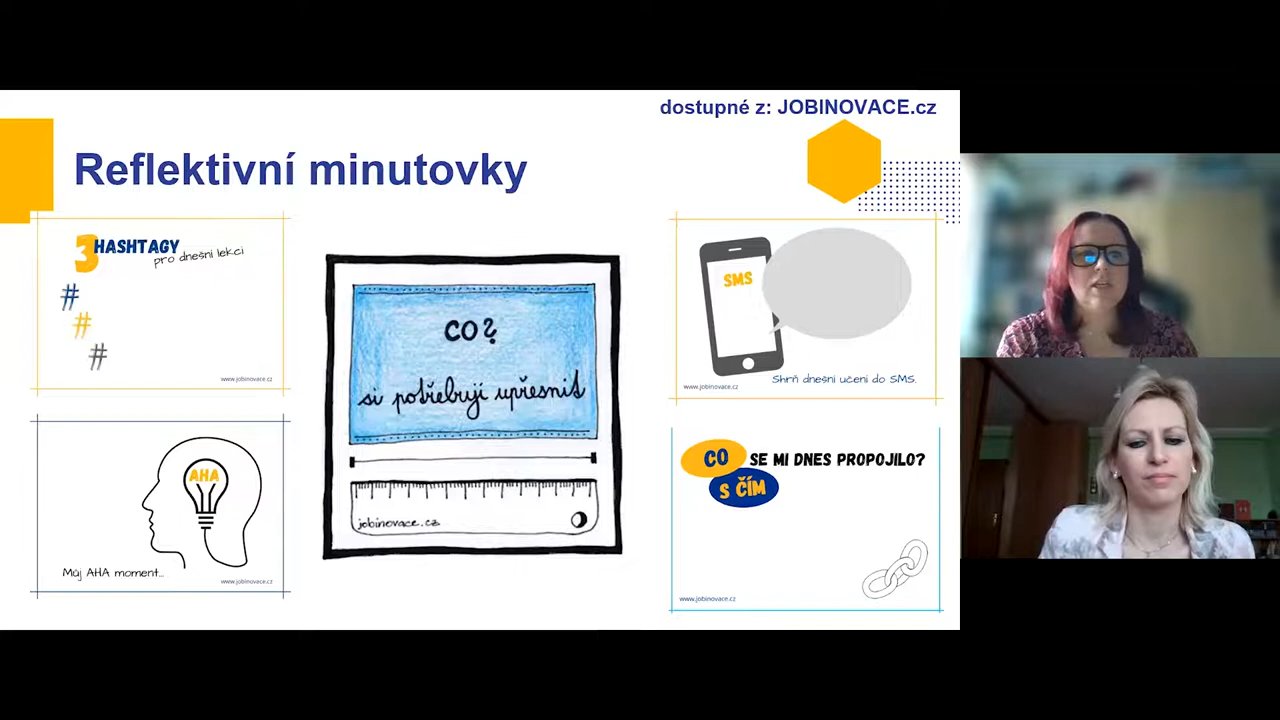 dostupné z: JOBINOVACE.cz
Reflektivní minutovky
3 HASHTAGY
pro dnešní lekci
#
#
#
www.jobinovace.cz
AHA
Můj AHA moment...
www.jobinovace.cz
CO?
si potřebuji upřesnit
jobinovace.cz
SMS
Shrň dnešní učení do SMS.
www.jobinovace.cz
CO SE MI DNES PROPOJILO?
S ČÍM
www.jobinovace.cz